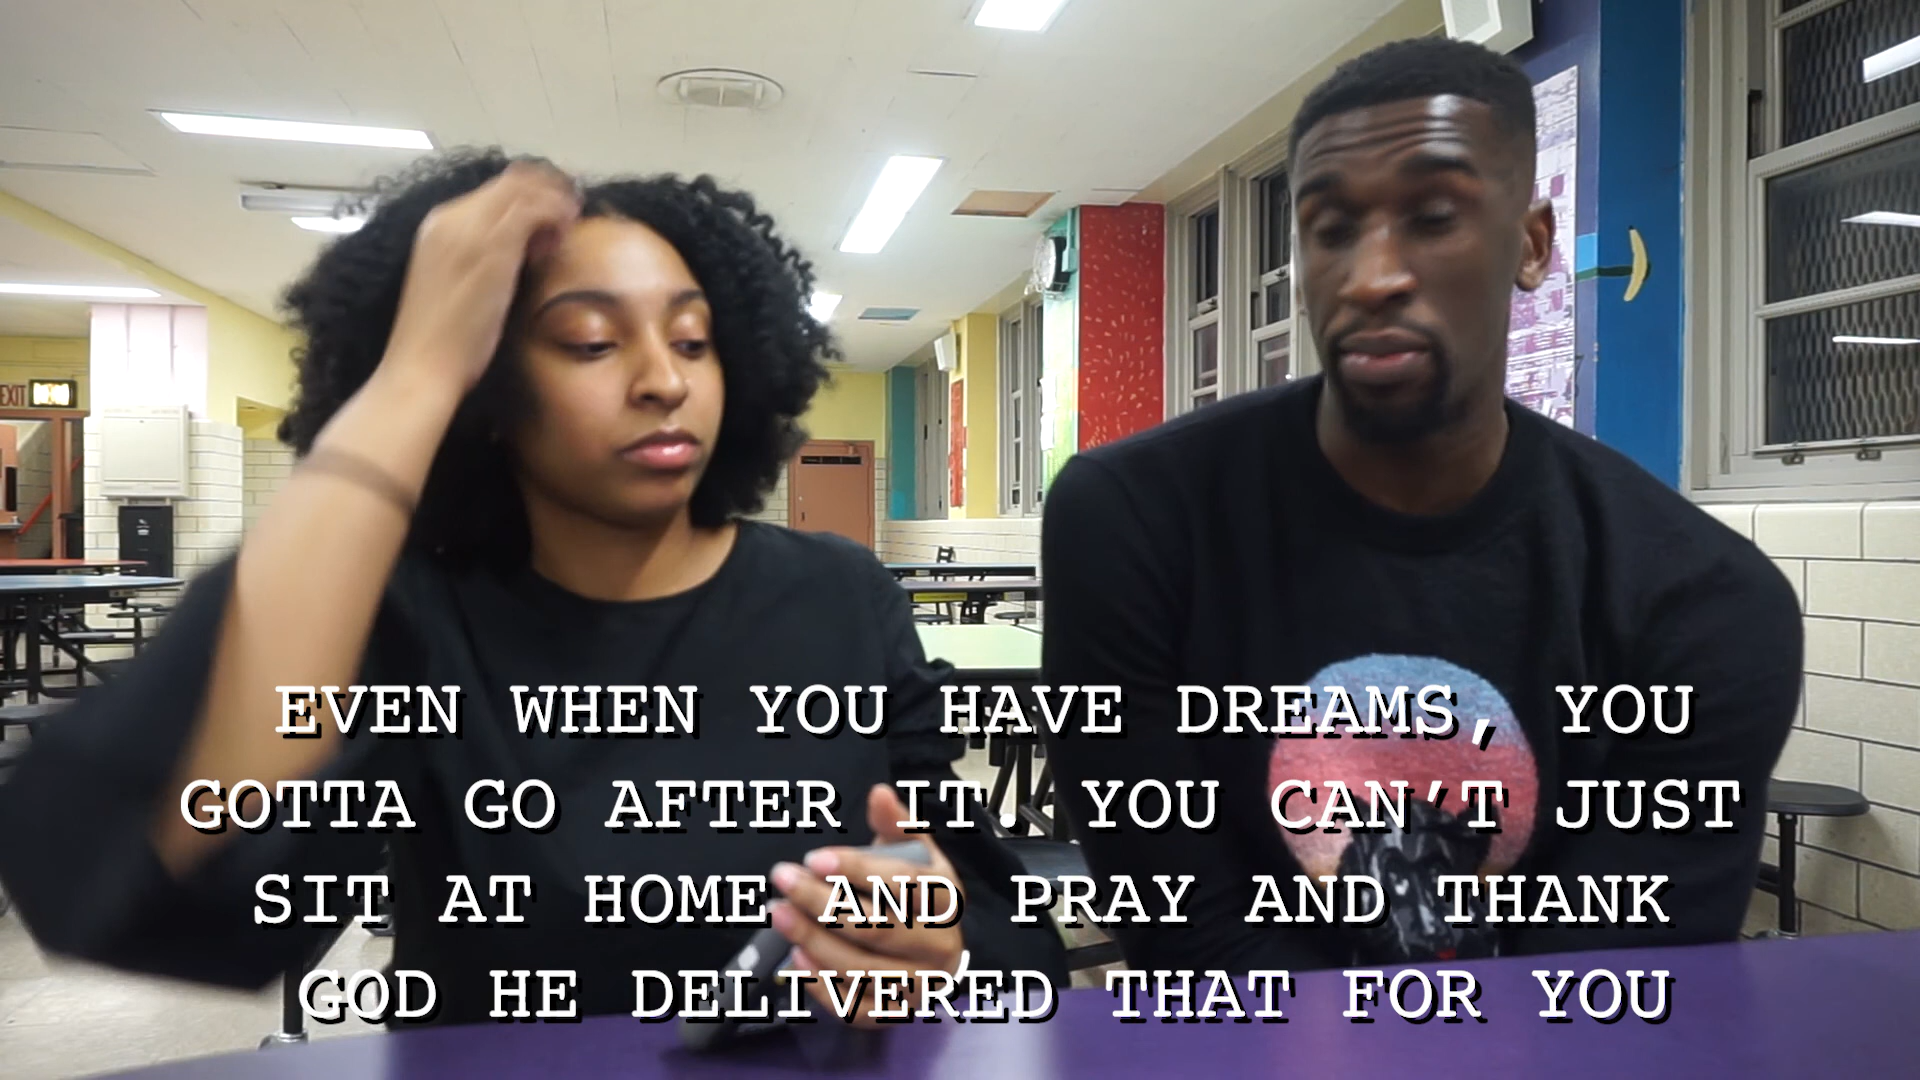 EXIT
EVEN WHEN YOU HAVE DREAMS, YOU
GOTTA GO AFTER IT. YOU CAN'T JUST
SIT AT HOME AND PRAY AND THANK
GOD HE DELIVERED THAT FOR YOU